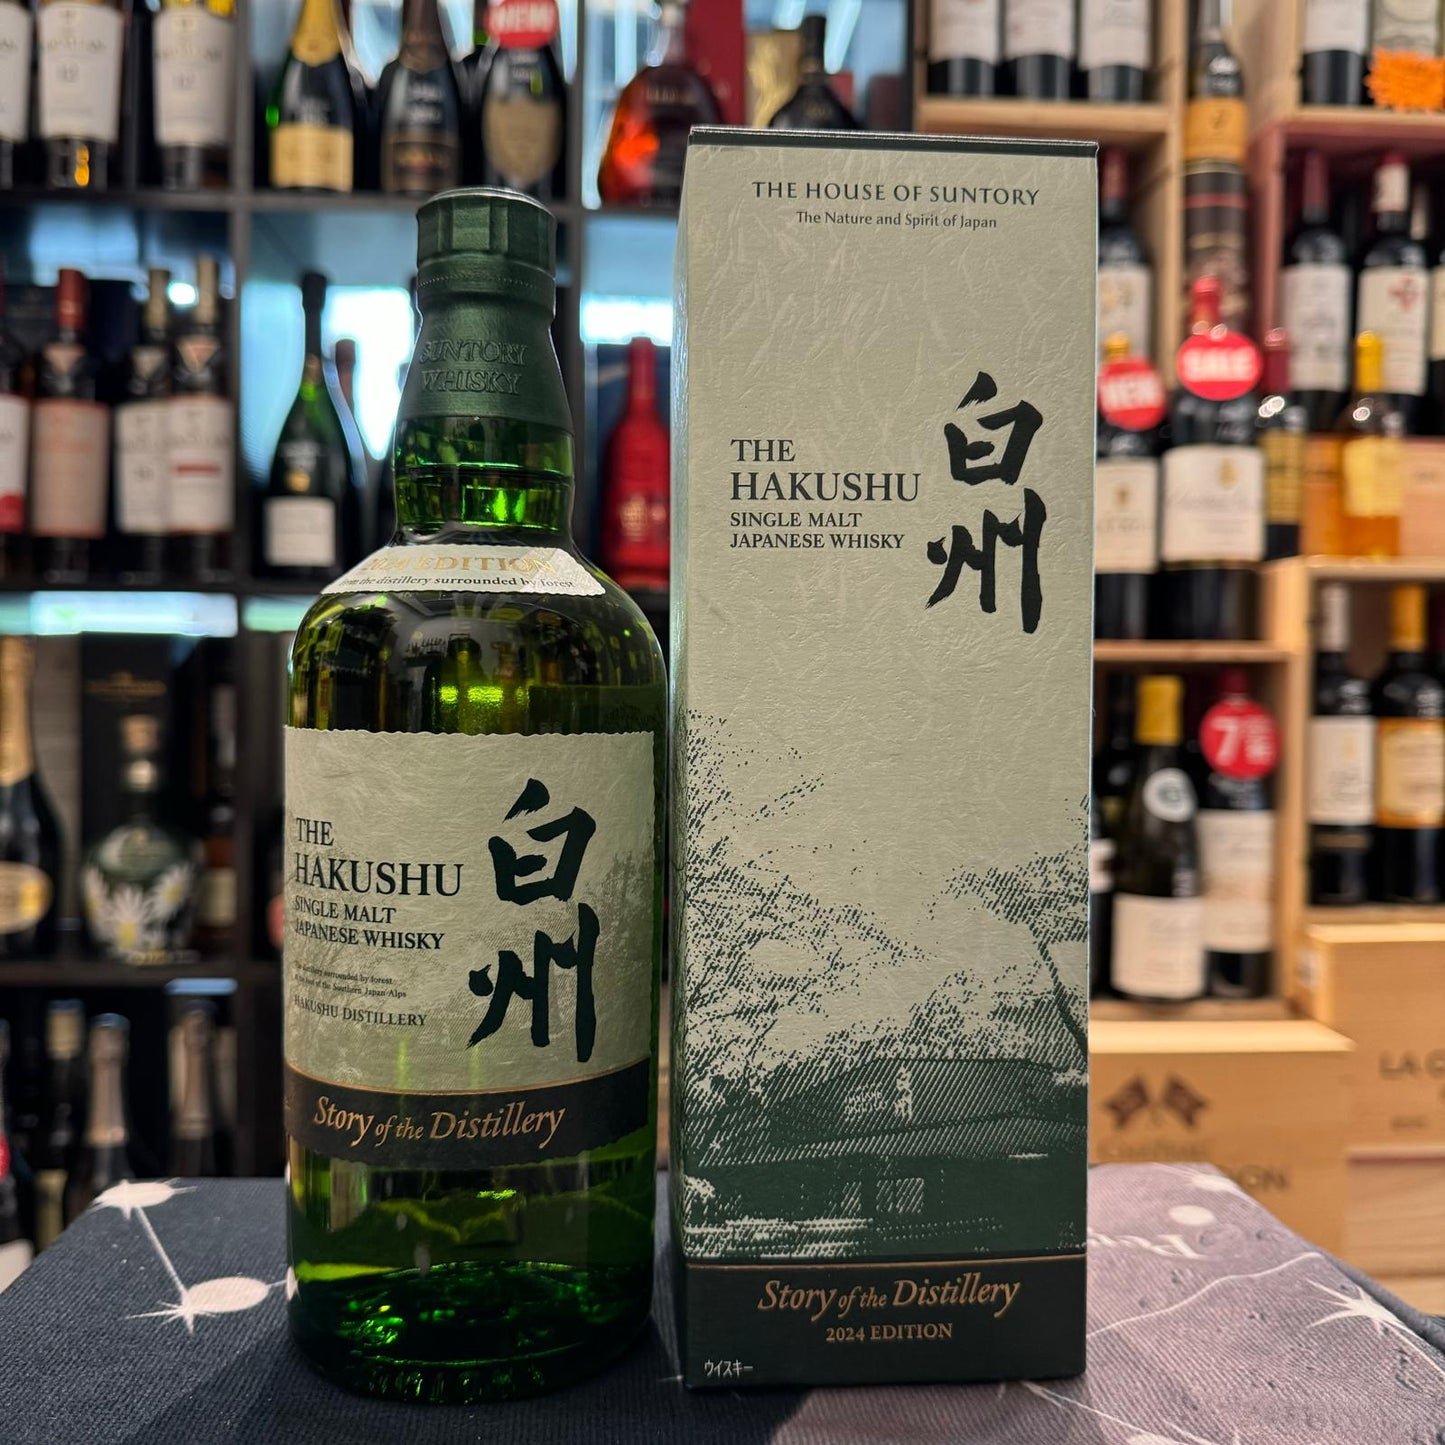 SUNTORY
WHISKY
2024 EDITION
from the distillery surrounded by forest
THE
HAKUSHU
SINGLE MALT
JAPANESE WHISKY
白州
HAKUSHU DISTILLERY
Story of the Distillery
THE HOUSE OF SUNTORY
The Nature and Spirit of Japan
THE
HAKUSHU
SINGLE MALT
JAPANESE WHISKY
白州
Story of the Distillery
2024 EDITION
ウイスキー
NEW
NEW
SALE
7